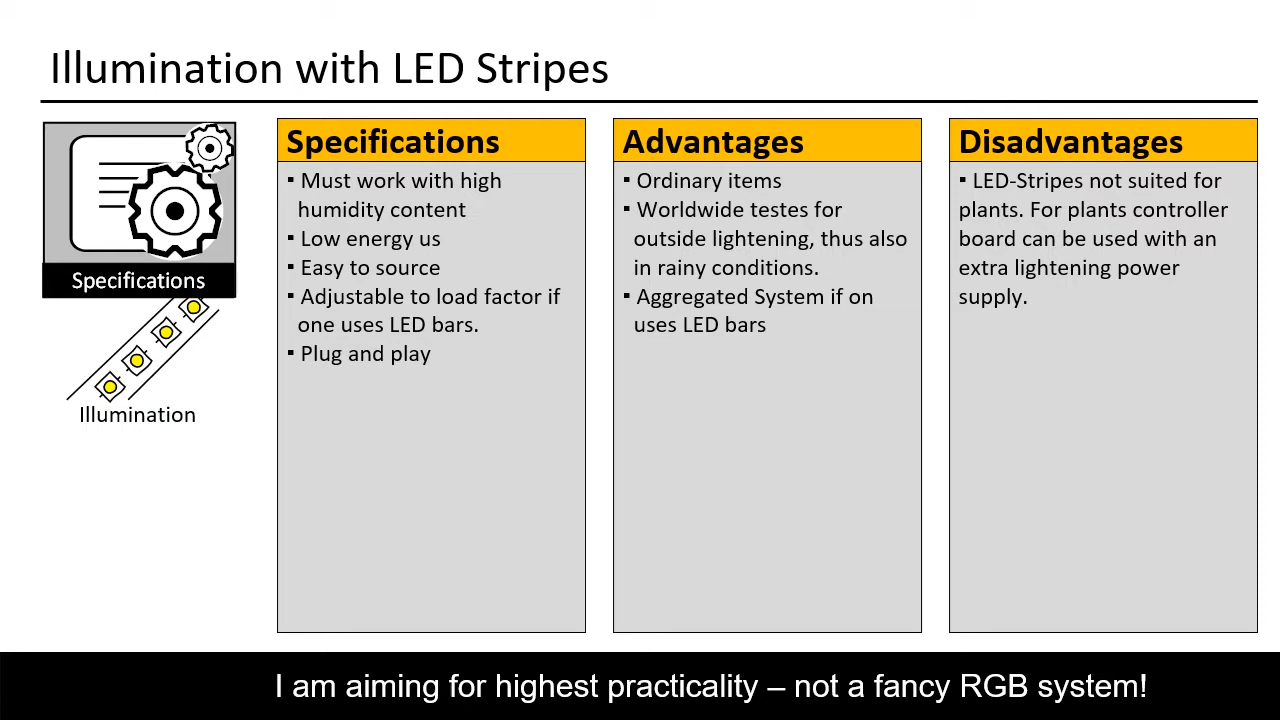 Illumination with LED Stripes
Specifications
Illumination
Specifications
▪ Must work with high
humidity content
▪ Low energy us
▪ Easy to source
▪ Adjustable to load factor if
one uses LED bars.
▪ Plug and play
Advantages
▪ Ordinary items
▪ Worldwide testes for
outside lightening, thus also
in rainy conditions.
▪ Aggregated System if on
uses LED bars
Disadvantages
▪ LED-Stripes not suited for
plants. For plants controller
board can be used with an
extra lightening power
supply.
I am aiming for highest practicality – not a fancy RGB system!